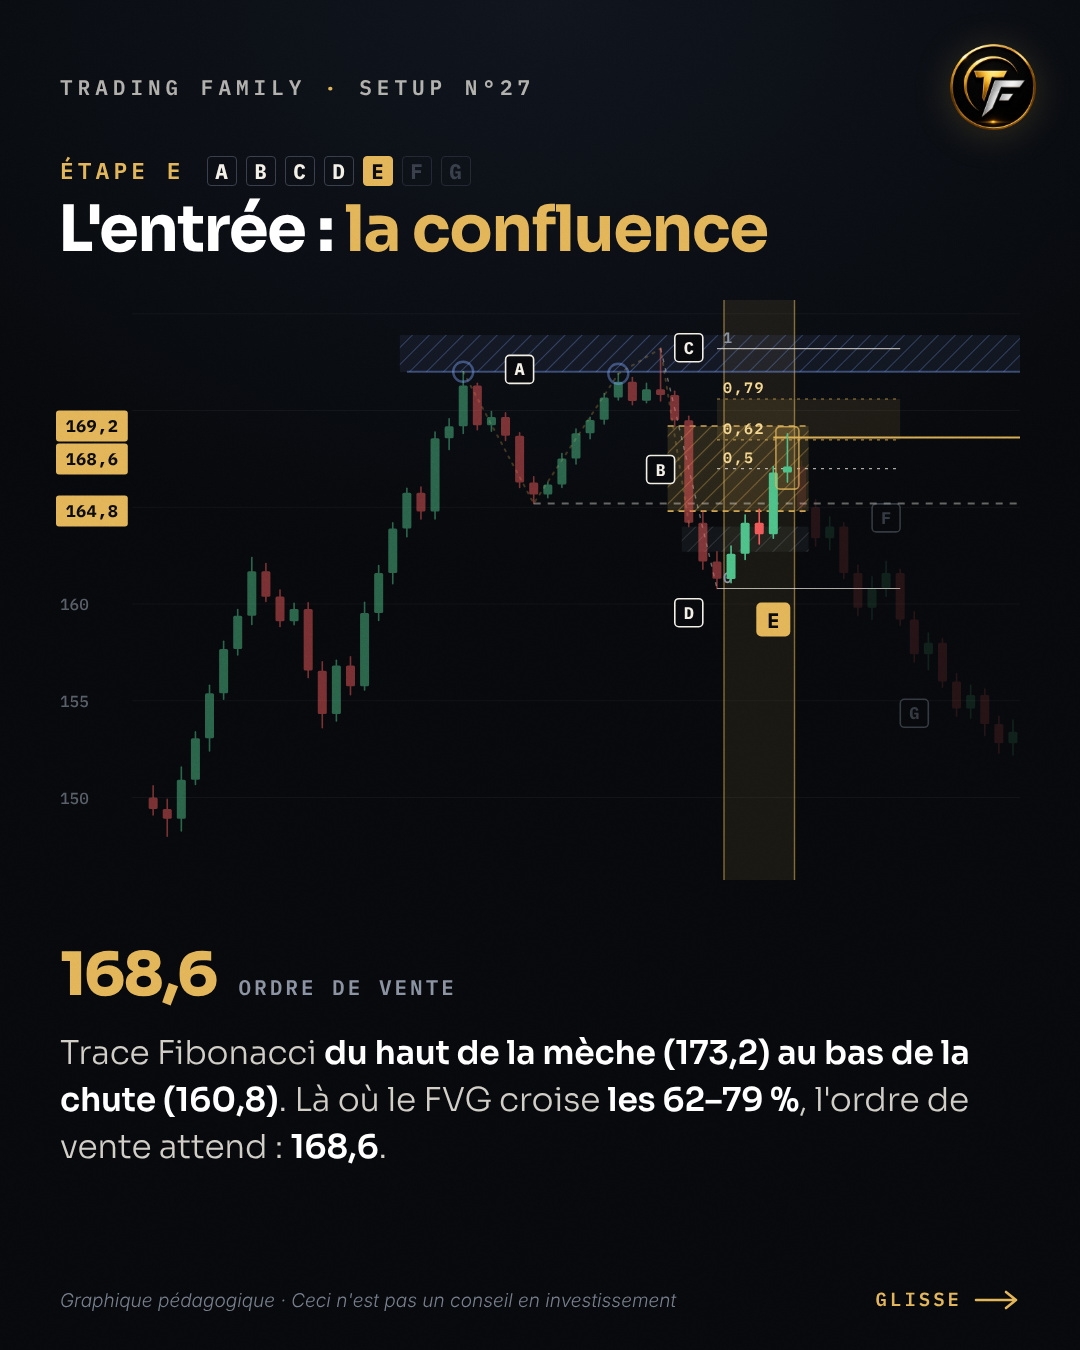 TRADING FAMILY · SETUP N°27
TF
ÉTAPE E A B C D E F G
L'entrée : la confluence
1
C
A
0,79
169,2
0,62
168,6
0,5
B
164,8
F
0
160
D
E
155
G
150
168,6 ORDRE DE VENTE
Trace Fibonacci du haut de la mèche (173,2) au bas de la
chute (160,8). Là où le FVG croise les 62–79 %, l'ordre de
vente attend : 168,6.
Graphique pédagogique · Ceci n'est pas un conseil en investissement
GLISSE →